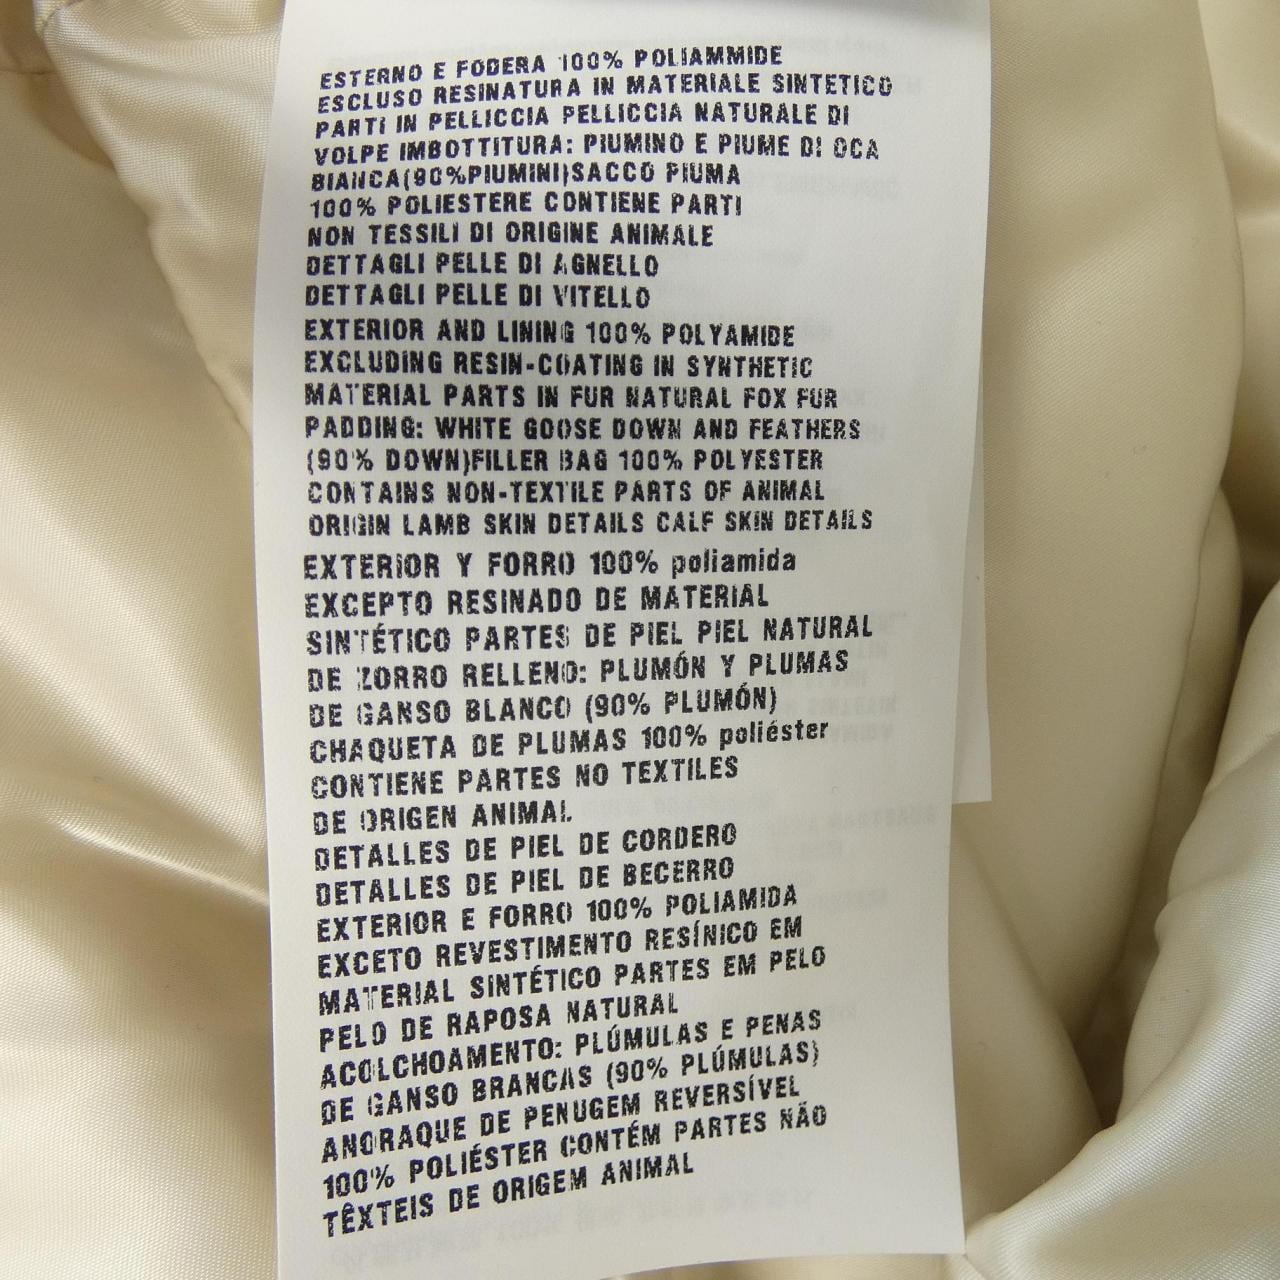 ESTERNO E FODERA 100% POLIAMMIDE
ESCLUSO RESINATURA IN MATERIALE SINTETICO
PARTI IN PELLICCIA PELLICCIA NATURALE DI
VOLPE IMBOTTITURA: PIUMINO E PIUME DI OCA
BIANCA(90%PIUMINI)SACCO PIUMA
100% POLIESTERE CONTIENE PARTI
NON TESSILI DI ORIGINE ANIMALE
DETTAGLI PELLE DI AGNELLO
DETTAGLI PELLE DI VITELLO
EXTERIOR AND LINING 100% POLYAMIDE
EXCLUDING RESIN-COATING IN SYNTHETIC
MATERIAL PARTS IN FUR NATURAL FOX FUR
PADDING: WHITE GOOSE DOWN AND FEATHERS
(90% DOWN)FILLER BAG 100% POLYESTER
CONTAINS NON-TEXTILE PARTS OF ANIMAL
ORIGIN LAMB SKIN DETAILS CALF SKIN DETAILS
EXTERIOR Y FORRO 100% poliamida
EXCEPTO RESINADO DE MATERIAL
SINTÉTICO PARTES DE PIEL PIEL NATURAL
DE ZORRO RELLENO: PLUMÓN Y PLUMAS
DE GANSO BLANCO (90% PLUMÓN)
CHAQUETA DE PLUMAS 100% poliéster
CONTIENE PARTES NO TEXTILES
DE ORIGEN ANIMAL
DETALLES DE PIEL DE CORDERO
DETALLES DE PIEL DE BECERRO
EXTERIOR E FORRO 100% POLIAMIDA
EXCETO REVESTIMENTO RESÍNICO EM
MATERIAL SINTÉTICO PARTES EM PELO
PELO DE RAPOSA NATURAL
ACOLCHOAMENTO: PLÚMULAS E PENAS
DE GANSO BRANCAS (90% PLÚMULAS)
ANORAQUE DE PENUGEM REVERSÍVEL
100% POLIÉSTER CONTÉM PARTES NÃO
TÊXTEIS DE ORIGEM ANIMAL